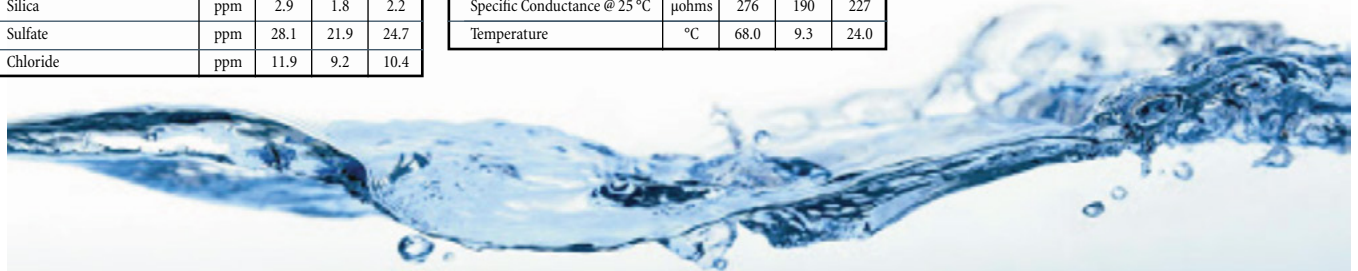 Silica ppm 2.9 1.8 2.2
Sulfate ppm 28.1 21.9 24.7
Chloride ppm 11.9 9.2 10.4
Specific Conductance @ 25 °C µohms 276 190 227
Temperature °C 68.0 9.3 24.0